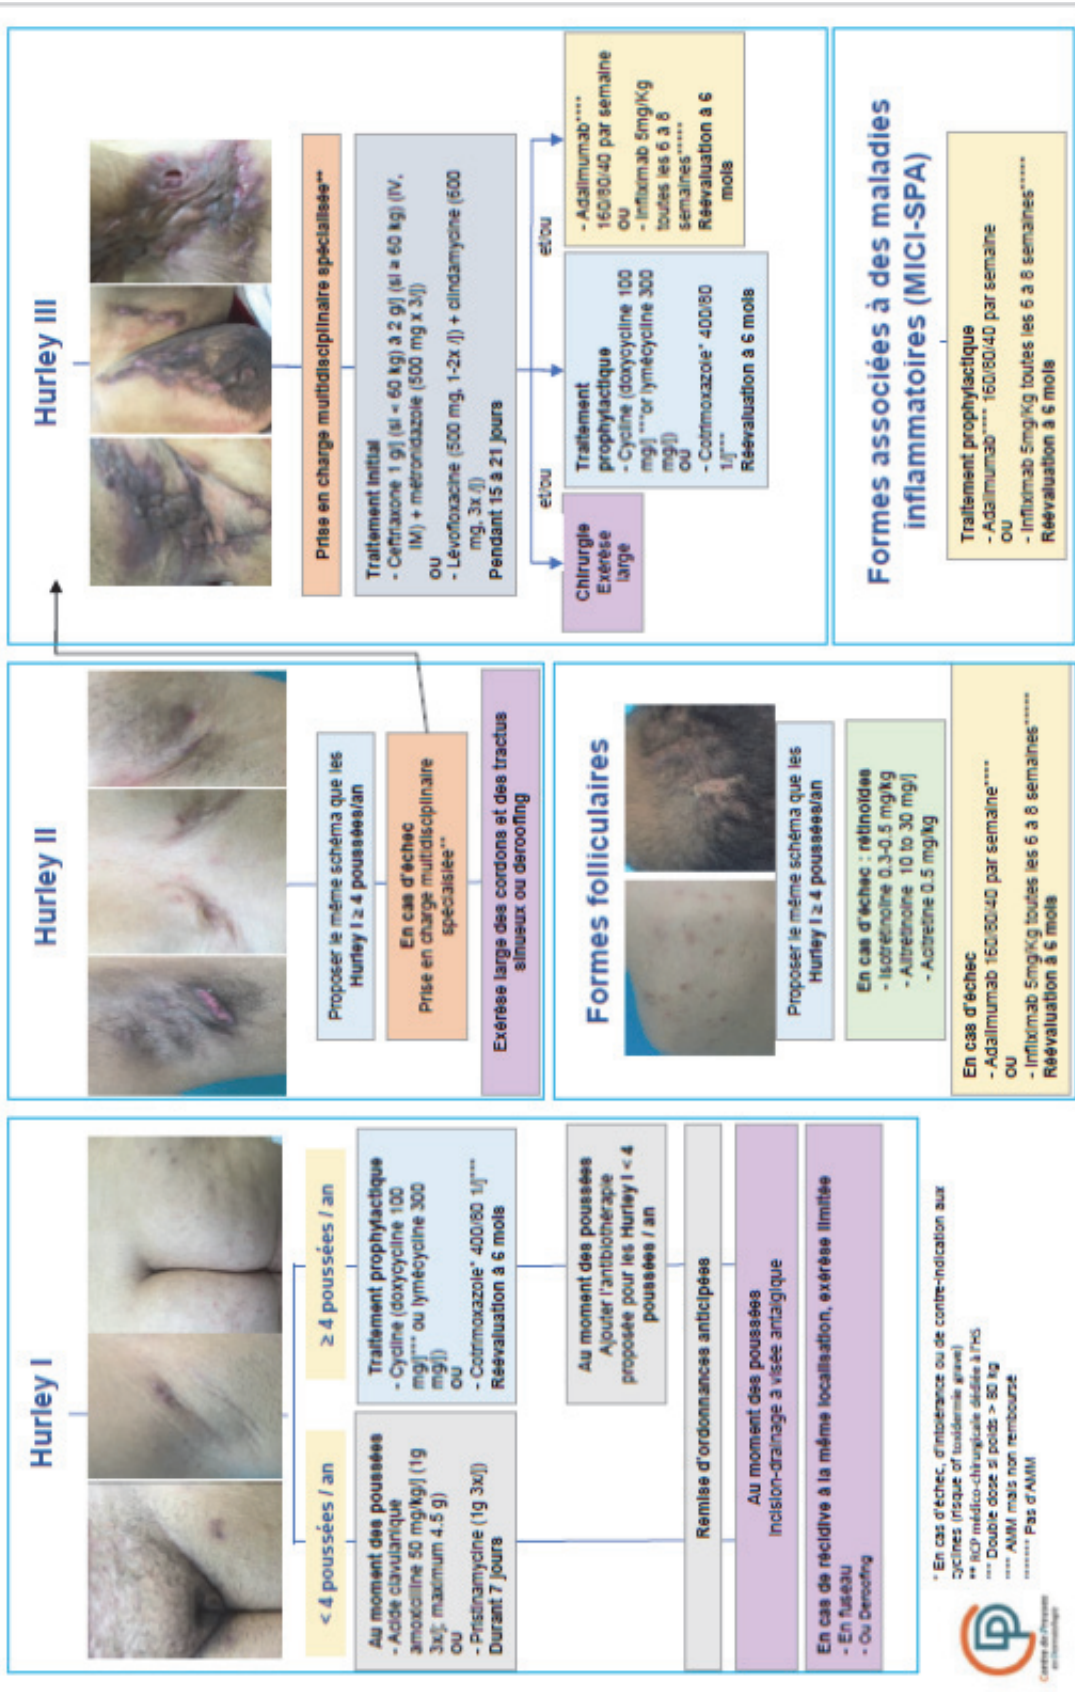 Hurley I
< 4 poussées / an
≥ 4 poussées / an
Au moment des poussées
- Acide clavulanique
amoxicilline 50 mg/kg/j (1g
3x/j; maximum 4.5 g)
ou
- Pristinamycine (1g 3x/j)
Durant 7 jours
Traitement prophylactique
- Cycline (doxycycline 100
mg/j*** ou lymécycline 300
mg/j)
ou
- Cotrimoxazole* 400/80 1/j***
Réévaluation à 6 mois
Au moment des poussées
Ajouter l'antibiothérapie
proposée pour les Hurley I < 4
poussées / an
Remise d'ordonnances anticipées
Au moment des poussées
Incision-drainage à visée antalgique
En cas de récidive à la même localisation, exérèse limitée
- En fuseau
- Ou Deroofing
* En cas d'échec, d'intolérance ou de contre-indication aux
cyclines (risque of toxidermie grave)
** RCP médico-chirurgicale dédiée à l'HS
*** Double dose si poids > 80 kg
**** AMM mais non remboursé
***** Pas d'AMM
Centre de Preuves
en Dermatologie
Hurley II
Proposer le même schéma que les
Hurley I ≥ 4 poussées/an
En cas d'échec
Prise en charge multidisciplinaire
spécialisée**
Exérèse large des cordons et des tractus
sinueux ou deroofing
Formes folliculaires
Proposer le même schéma que les
Hurley I ≥ 4 poussées/an
En cas d'échec : rétinoïdes
- Isotrétinoïne 0.3-0.5 mg/kg
- Alitrétinoïne 10 to 30 mg/j
- Acitrétine 0.5 mg/kg
En cas d'échec
- Adalimumab 160/80/40 par semaine****
ou
- Infliximab 5mg/Kg toutes les 6 à 8 semaines*****
Réévaluation à 6 mois
Hurley III
Prise en charge multidisciplinaire spécialisée**
Traitement initial
- Ceftriaxone 1 g/j (si < 60 kg) à 2 g/j (si ≥ 60 kg) (IV,
IM) + métronidazole (500 mg x 3/j)
ou
- Lévofloxacine (500 mg, 1-2x /j) + clindamycine (600
mg, 3x /j)
Pendant 15 à 21 jours
et/ou
et/ou
Chirurgie
Exérèse
large
Traitement
prophylactique
- Cycline (doxycycline 100
mg/j ***or lymécycline 300
mg/j)
ou
- Cotrimoxazole* 400/80
1/j***
Réévaluation à 6 mois
- Adalimumab****
160/80/40 par semaine
ou
- Infliximab 5mg/Kg
toutes les 6 à 8
semaines*****
Réévaluation à 6
mois
Formes associées à des maladies
inflammatoires (MICI-SPA)
Traitement prophylactique
- Adalimumab**** 160/80/40 par semaine
ou
- Infliximab 5mg/Kg toutes les 6 à 8 semaines*****
Réévaluation à 6 mois